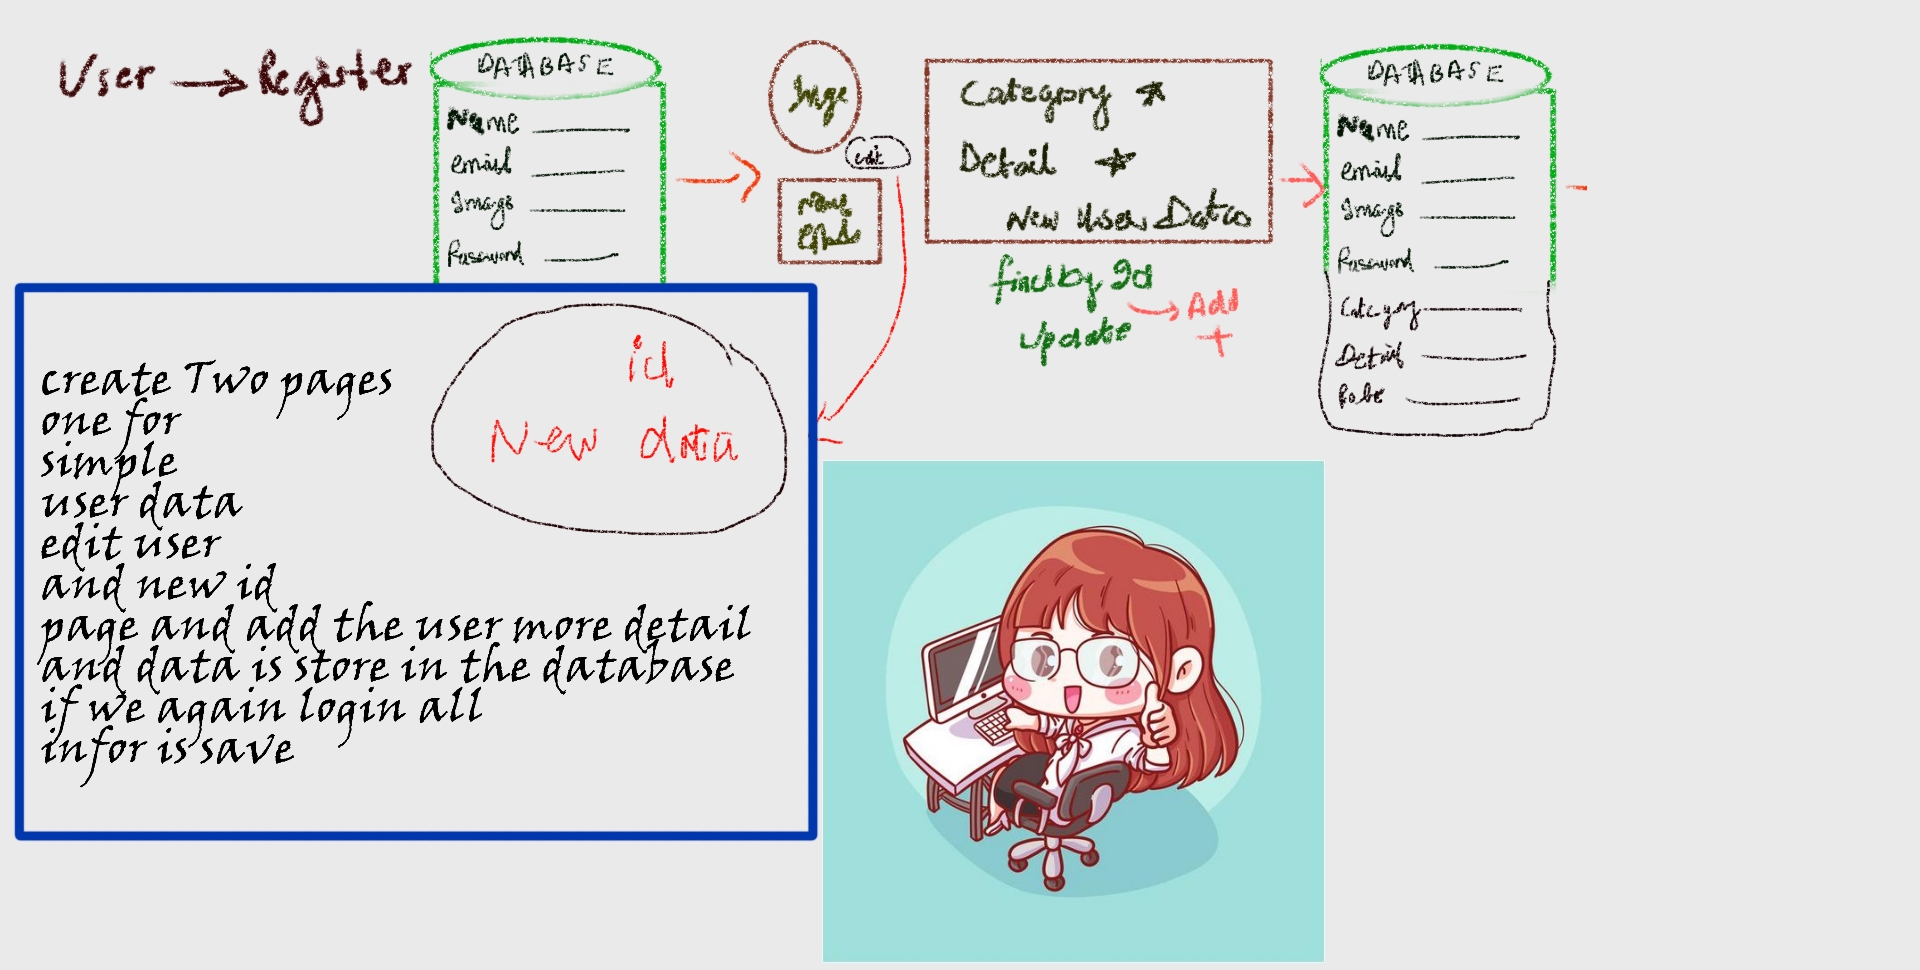 User → Register
DATABASE
Name
email
Image
Password
Image
edit
Name
Category
Detail
New User Data
findby Id
update
Add
+
DATABASE
Name
email
Image
Password
Category
Detail
id
New data
create Two pages
one for
simple
user data
edit user
and new id
page and add the user more detail
and data is store in the database
if we again login all
infor is save